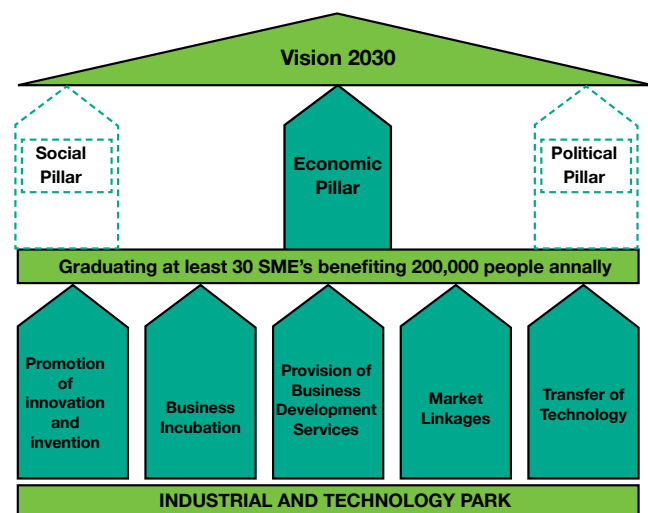 Vision 2030
Social
Pillar
Economic
Pillar
Political
Pillar
Graduating at least 30 SME's benefiting 200,000 people annally
Promotion
of
innovation
and
invention
Business
Incubation
Provision of
Business
Development
Services
Market
Linkages
Transfer of
Technology
INDUSTRIAL AND TECHNOLOGY PARK